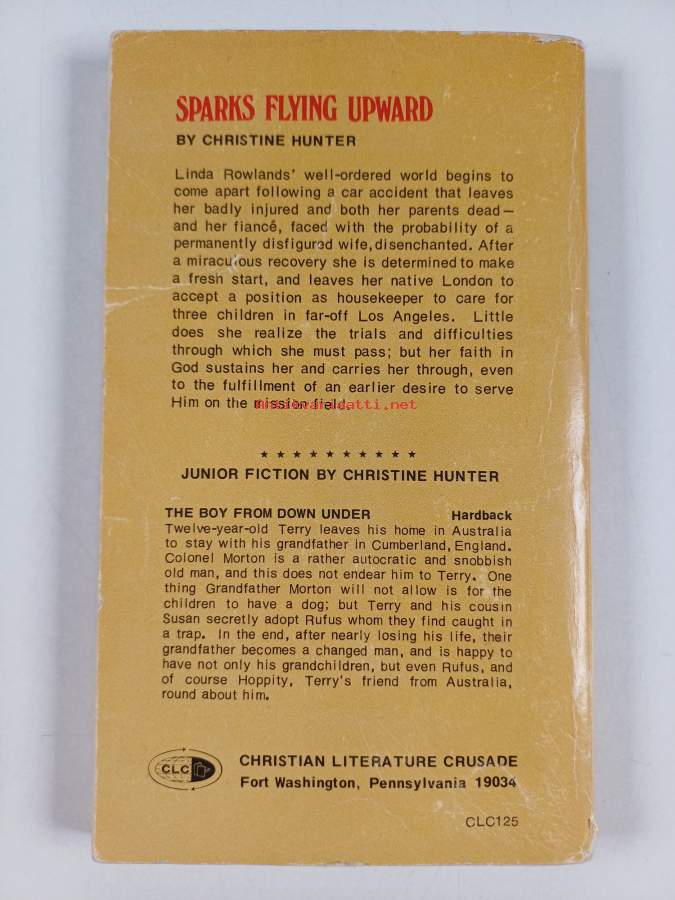 SPARKS FLYING UPWARD
BY CHRISTINE HUNTER
Linda Rowlands' well-ordered world begins to
come apart following a car accident that leaves
her badly injured and both her parents dead—
and her fiancé, faced with the probability of a
permanently disfigured wife, disenchanted. After
a miraculous recovery she is determined to make
a fresh start, and leaves her native London to
accept a position as housekeeper to care for
three children in far-off Los Angeles. Little
does she realize the trials and difficulties
through which she must pass; but her faith in
God sustains her and carries her through, even
to the fulfillment of an earlier desire to serve
Him on the mission field.
Antikvariaatti.net
★ ★ ★ ★ ★ ★ ★ ★ ★ ★
JUNIOR FICTION BY CHRISTINE HUNTER
THE BOY FROM DOWN UNDER Hardback
Twelve-year-old Terry leaves his home in Australia
to stay with his grandfather in Cumberland, England.
Colonel Morton is a rather autocratic and snobbish
old man, and this does not endear him to Terry. One
thing Grandfather Morton will not allow is for the
children to have a dog; but Terry and his cousin
Susan secretly adopt Rufus whom they find caught in
a trap. In the end, after nearly losing his life, their
grandfather becomes a changed man, and is happy to
have not only his grandchildren, but even Rufus, and
of course Hoppity, Terry's friend from Australia,
round about him.
CLC
CHRISTIAN LITERATURE CRUSADE
Fort Washington, Pennsylvania 19034
CLC125